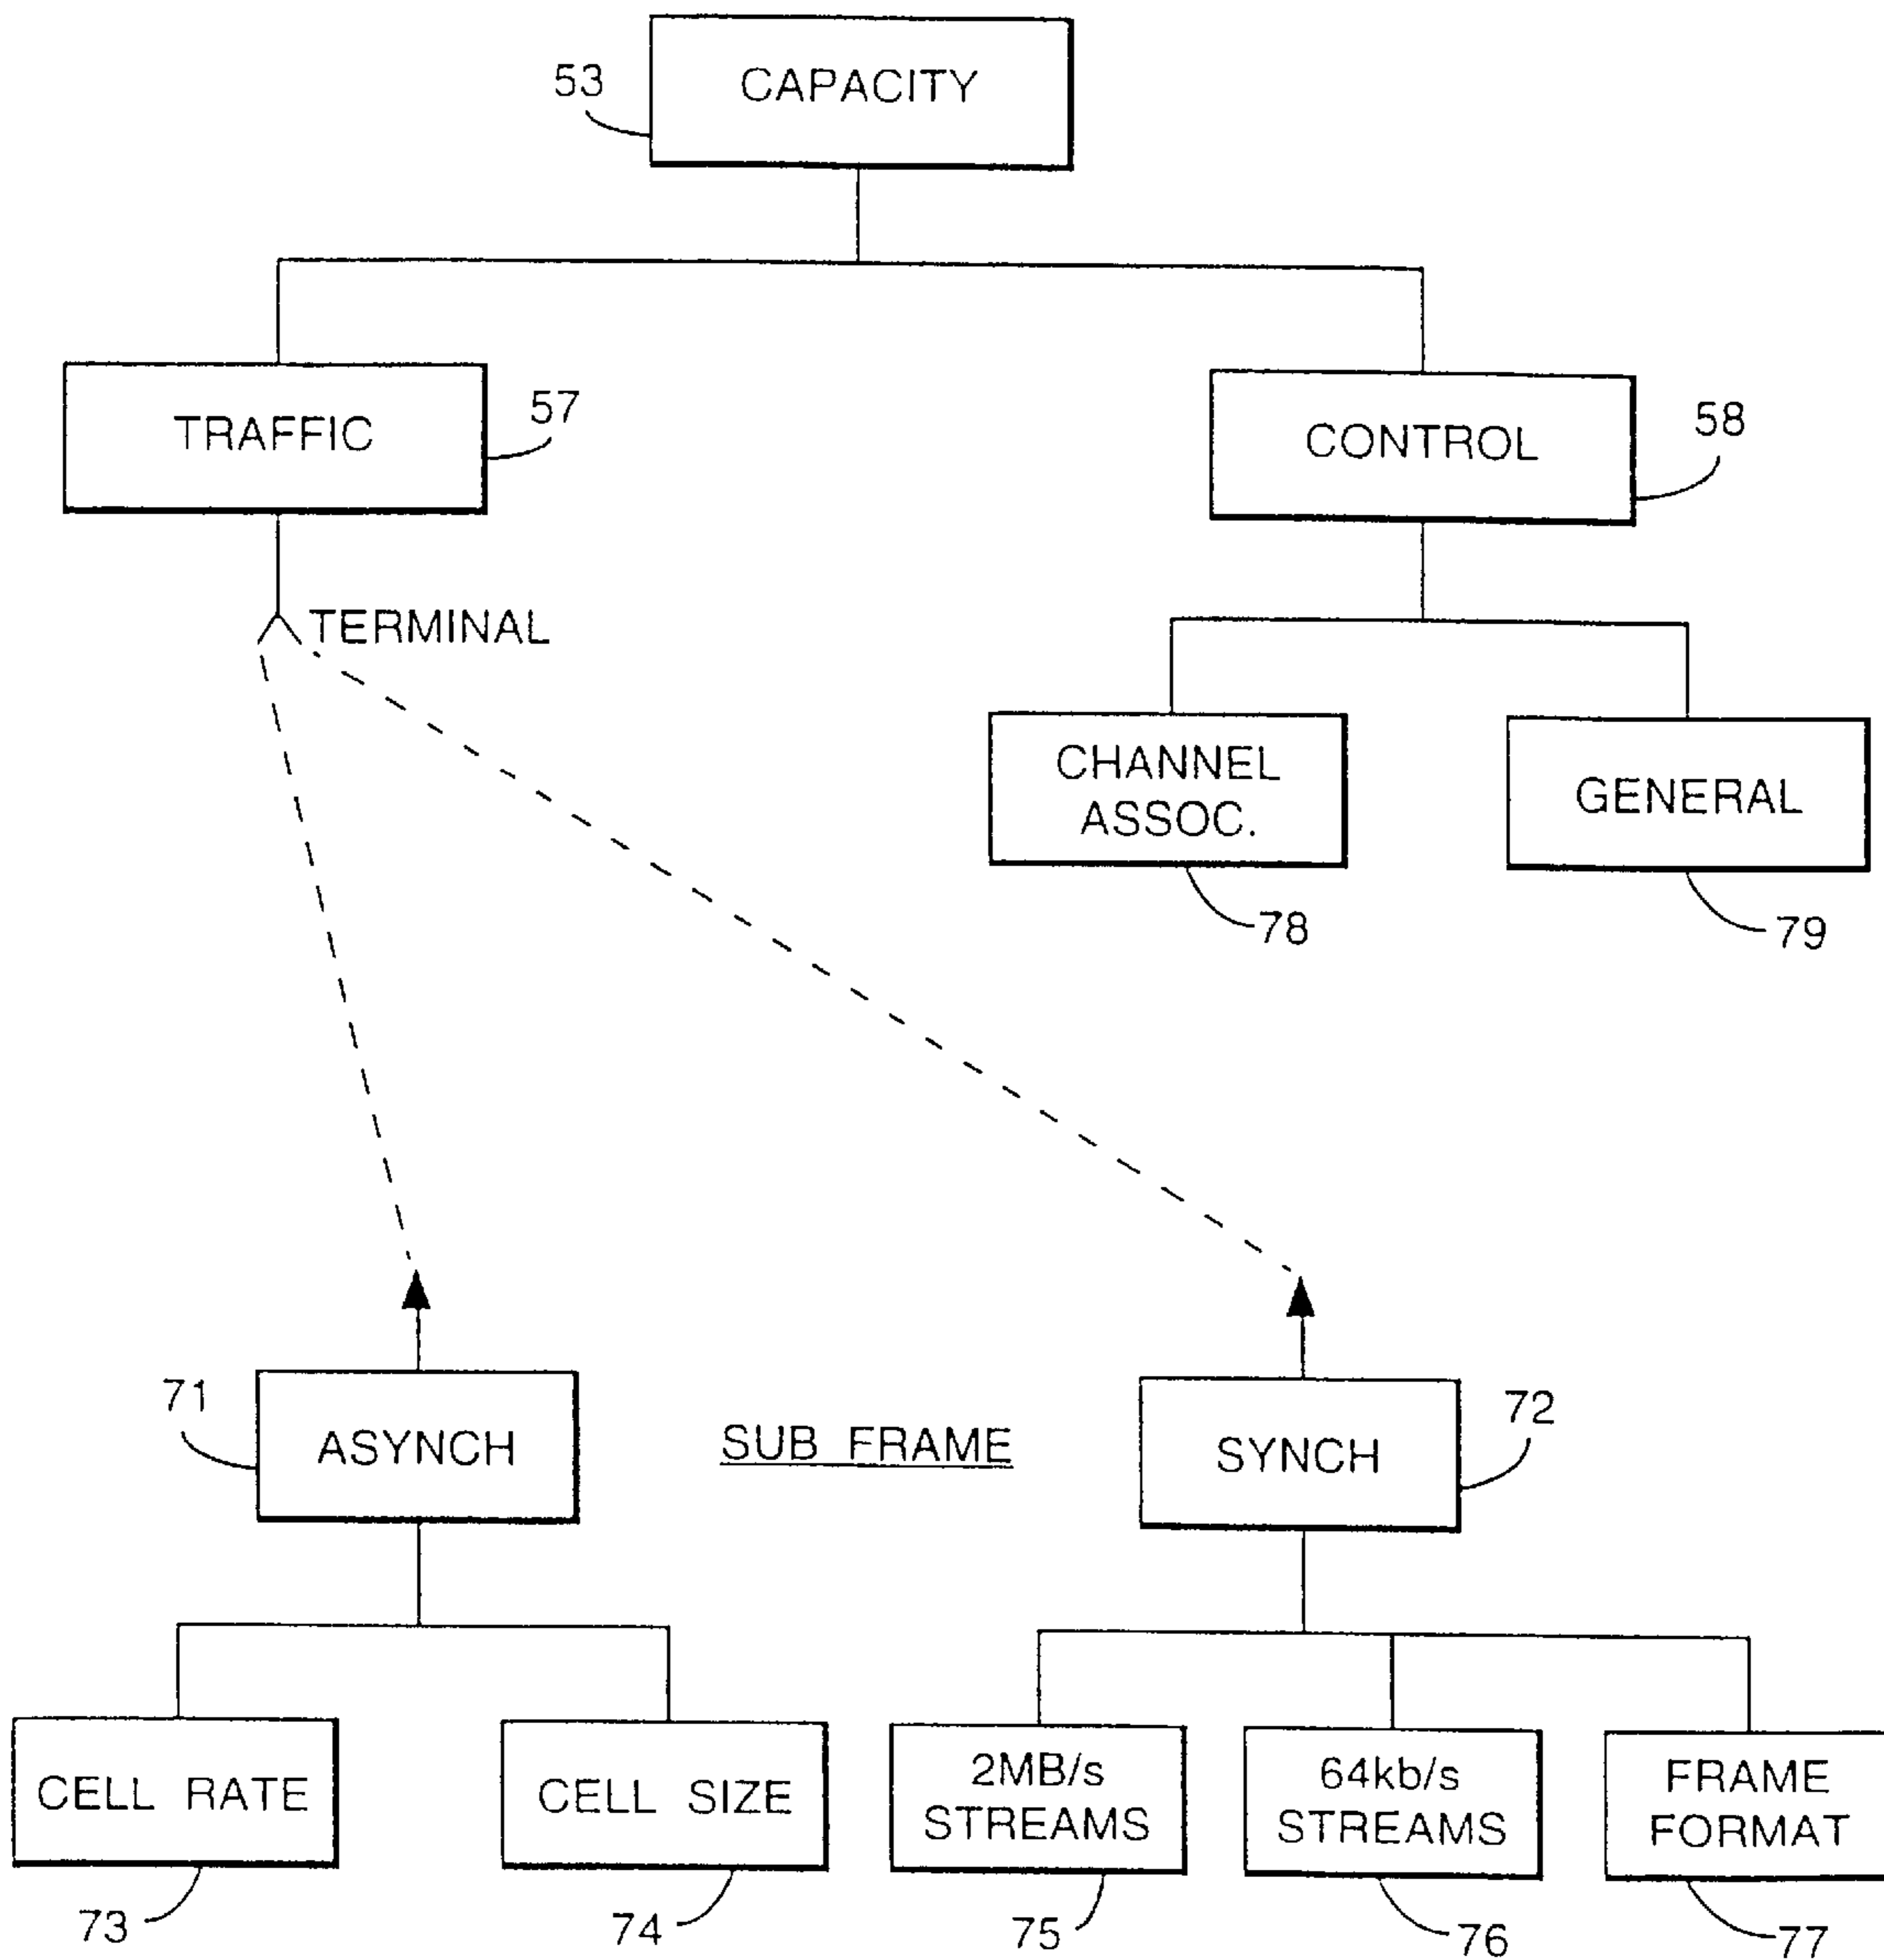 CAPACITY
53
TRAFFIC
57
CONTROL
58
TERMINAL
CHANNEL
ASSOC.
78
GENERAL
79
71
ASYNCH
SUB FRAME
SYNCH
72
CELL RATE
73
CELL SIZE
74
2MB/s
STREAMS
75
64kb/s
STREAMS
76
FRAME
FORMAT
77